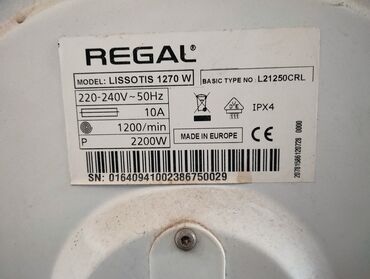 REGAL®
MODEL: LISSOTIS 1270 W
BASIC TYPE NO: L21250CRL
220-240V~50Hz
10A
1200/min
P 2200W
IPX4
MADE IN EUROPE
CE
SN: 01640941002386750029